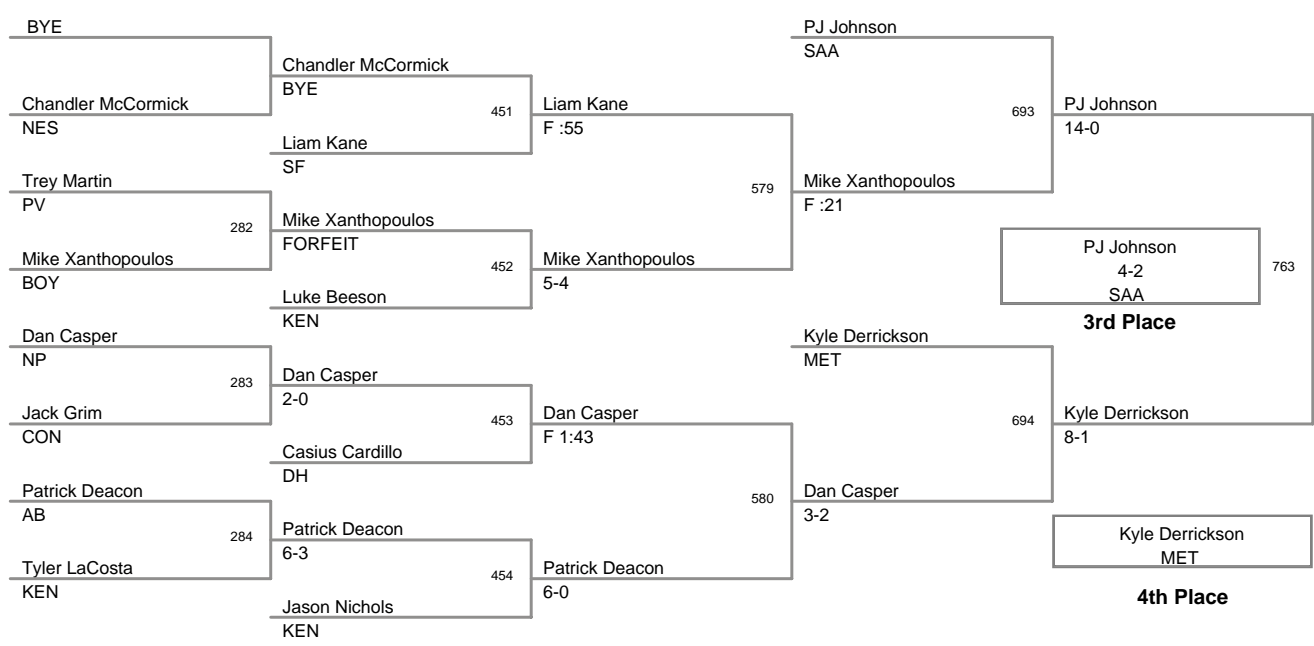 BYE
Chandler McCormick
NES
Trey Martin
PV
282
Mike Xanthopoulos
BOY
Dan Casper
NP
283
Jack Grim
CON
Patrick Deacon
AB
284
Tyler LaCosta
KEN
Chandler McCormick
BYE
451
Liam Kane
SF
Mike Xanthopoulos
FORFEIT
452
Luke Beeson
KEN
Dan Casper
2-0
453
Casius Cardillo
DH
Patrick Deacon
6-3
454
Jason Nichols
KEN
Liam Kane
F :55
579
Mike Xanthopoulos
5-4
Dan Casper
F 1:43
580
Patrick Deacon
6-0
PJ Johnson
SAA
693
Mike Xanthopoulos
F :21
Kyle Derrickson
MET
694
Dan Casper
3-2
PJ Johnson
14-0
PJ Johnson
4-2
SAA
763
3rd Place
Kyle Derrickson
8-1
Kyle Derrickson
MET
4th Place